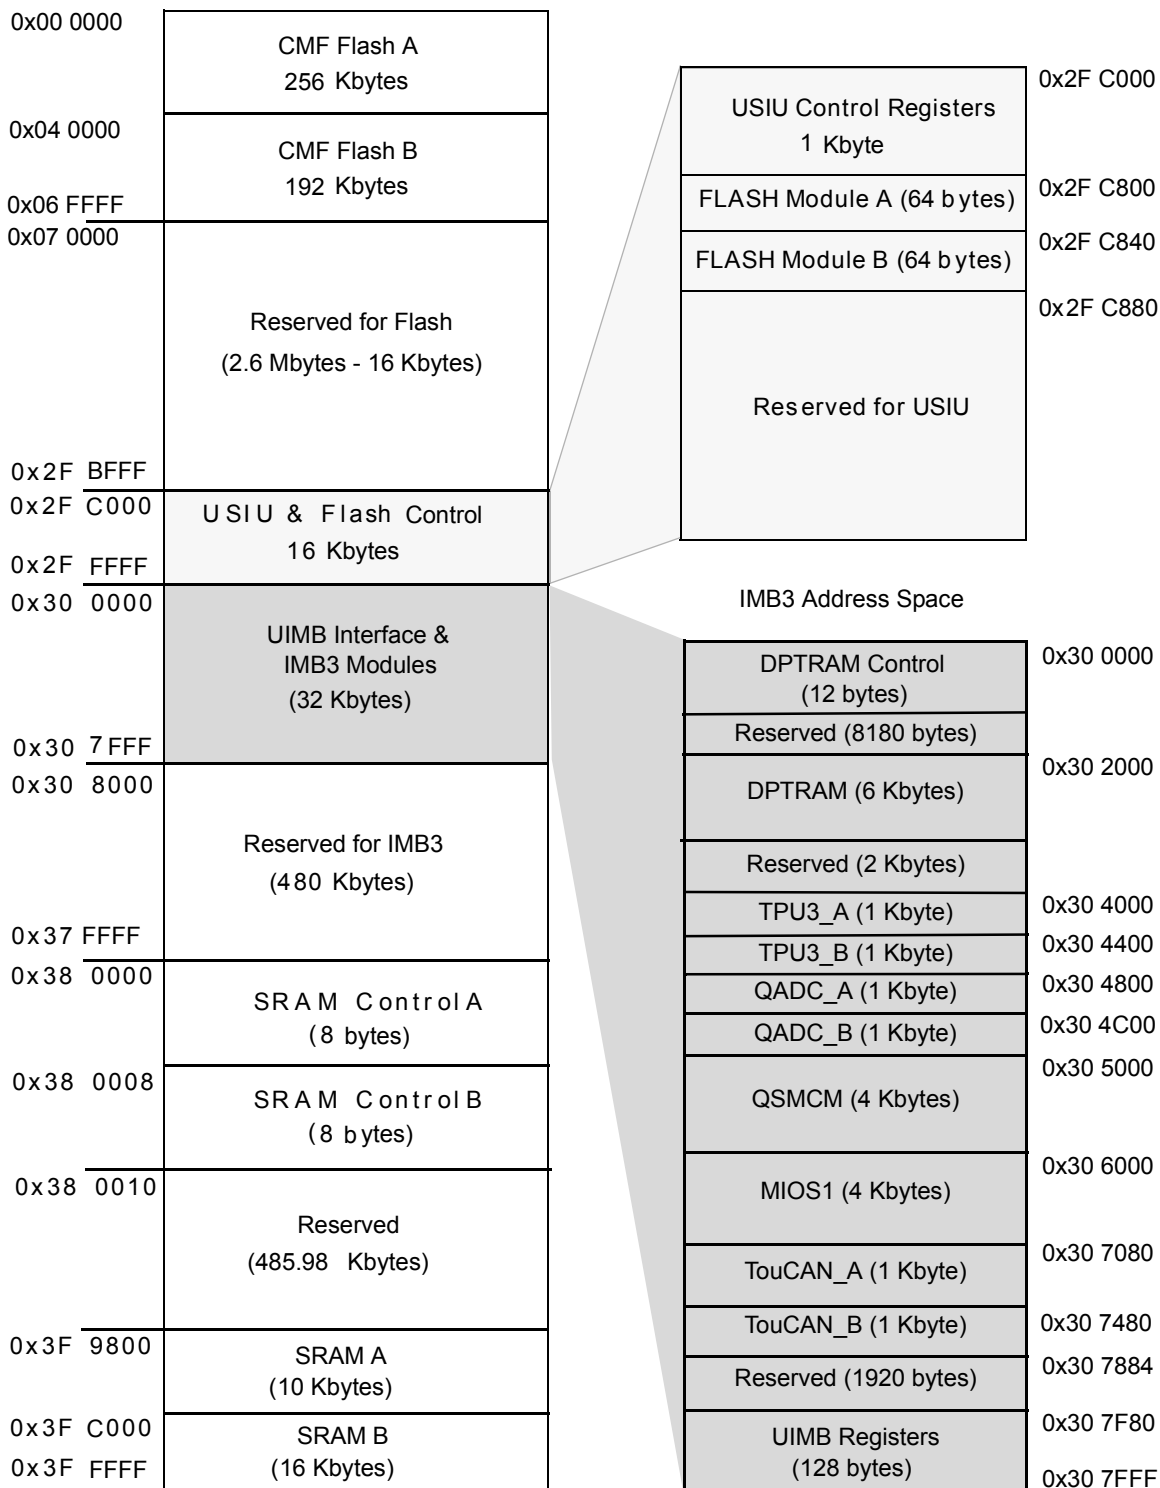 0x00 0000
CMF Flash A
256 Kbytes
0x04 0000
CMF Flash B
192 Kbytes
0x06 FFFF
0x07 0000
Reserved for Flash
(2.6 Mbytes - 16 Kbytes)
0x2F BFFF
0x2F C000
USIU & Flash Control
16 Kbytes
0x2F FFFF
0x30 0000
UIMB Interface &
IMB3 Modules
(32 Kbytes)
0x30 7FFF
0x30 8000
Reserved for IMB3
(480 Kbytes)
0x37 FFFF
0x38 0000
SRAM Control A
(8 bytes)
0x38 0008
SRAM Control B
(8 bytes)
0x38 0010
Reserved
(485.98 Kbytes)
0x3F 9800
SRAM A
(10 Kbytes)
0x3F C000
SRAM B
(16 Kbytes)
0x3F FFFF
USIU Control Registers
1 Kbyte
0x2F C000
FLASH Module A (64 bytes)
0x2F C800
FLASH Module B (64 bytes)
0x2F C840
0x2F C880
Reserved for USIU
IMB3 Address Space
DPTRAM Control
(12 bytes)
0x30 0000
Reserved (8180 bytes)
DPTRAM (6 Kbytes)
0x30 2000
Reserved (2 Kbytes)
TPU3_A (1 Kbyte)
0x30 4000
TPU3_B (1 Kbyte)
0x30 4400
QADC_A (1 Kbyte)
0x30 4800
QADC_B (1 Kbyte)
0x30 4C00
QSMCM (4 Kbytes)
0x30 5000
MIOS1 (4 Kbytes)
0x30 6000
TouCAN_A (1 Kbyte)
0x30 7080
TouCAN_B (1 Kbyte)
0x30 7480
Reserved (1920 bytes)
0x30 7884
UIMB Registers
(128 bytes)
0x30 7F80
0x30 7FFF